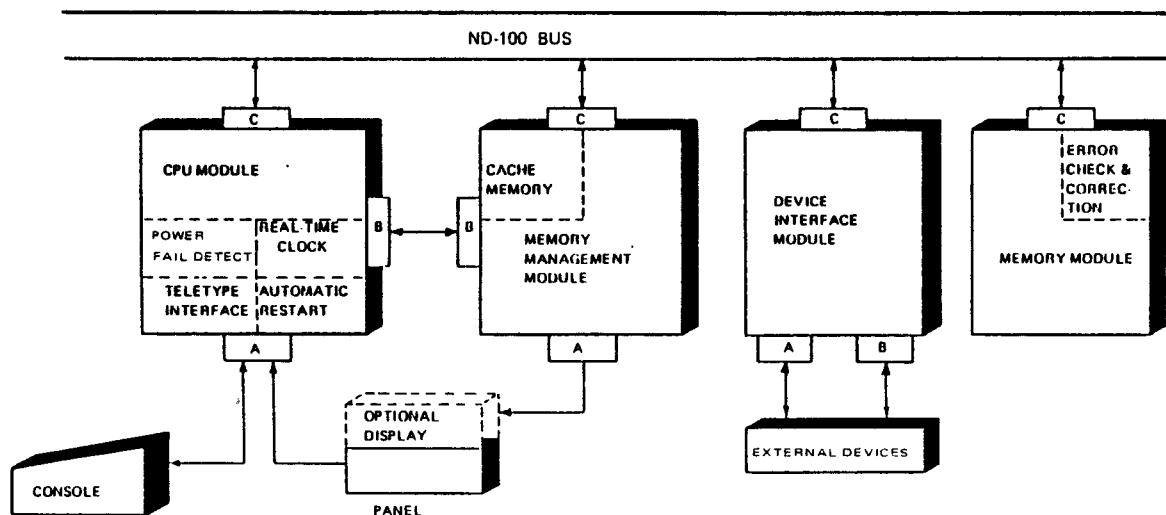 ND-100 BUS
C
C
C
C
CPU MODULE
POWER
FAIL DETECT
REAL-TIME
CLOCK
TELETYPE
INTERFACE
AUTOMATIC
RESTART
B
A
CACHE
MEMORY
B
MEMORY
MANAGEMENT
MODULE
A
DEVICE
INTERFACE
MODULE
A
B
ERROR
CHECK &
CORREC-
TION
MEMORY MODULE
OPTIONAL
DISPLAY
PANEL
CONSOLE
EXTERNAL DEVICES